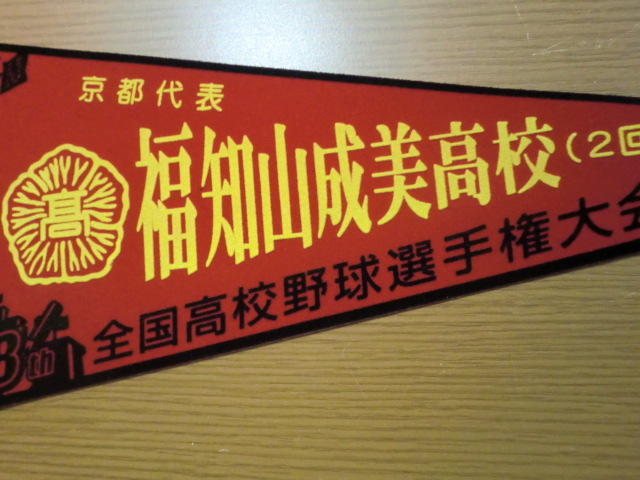 京都代表
福知山成美高校(2回
高
全国高校野球選手権大会
8th